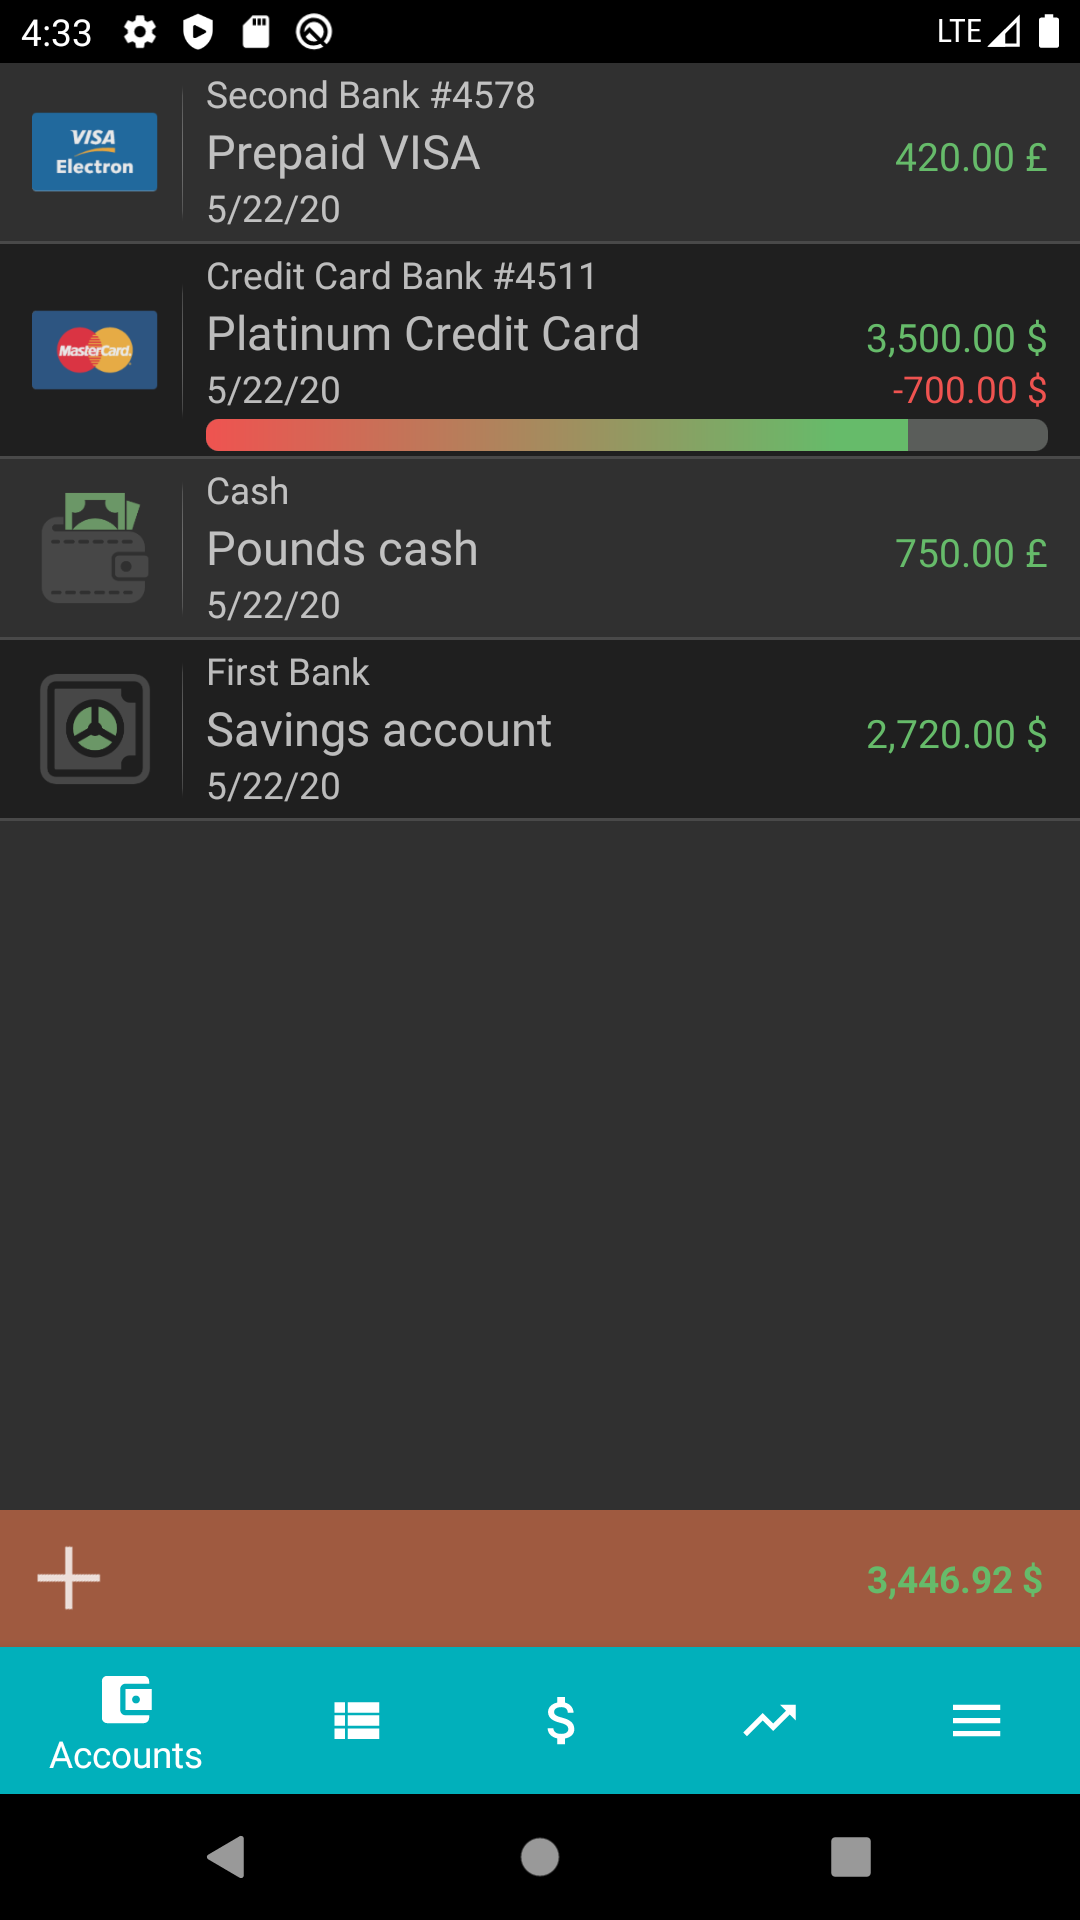 4:33
LTE
Second Bank #4578
VISA
Electron
Prepaid VISA
420.00 £
5/22/20
Credit Card Bank #4511
MasterCard
Platinum Credit Card
3,500.00 $
5/22/20
-700.00 $
Cash
Pounds cash
750.00 £
5/22/20
First Bank
Savings account
2,720.00 $
5/22/20
3,446.92 $
Accounts